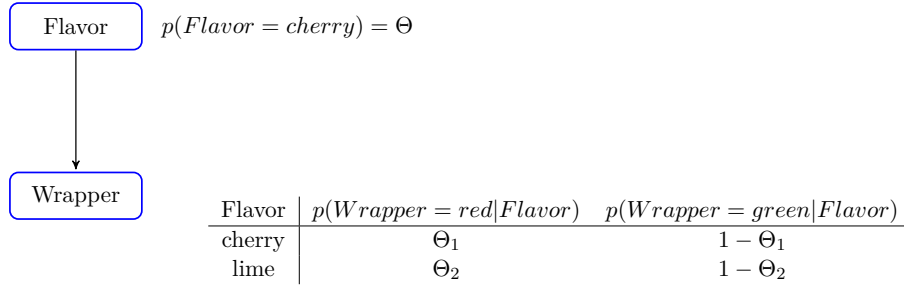 Flavor p(Flavor = cherry) = Θ
Wrapper
Flavor p(Wrapper = red|Flavor) p(Wrapper = green|Flavor)
cherry Θ₁ 1 − Θ₁
lime Θ₂ 1 − Θ₂